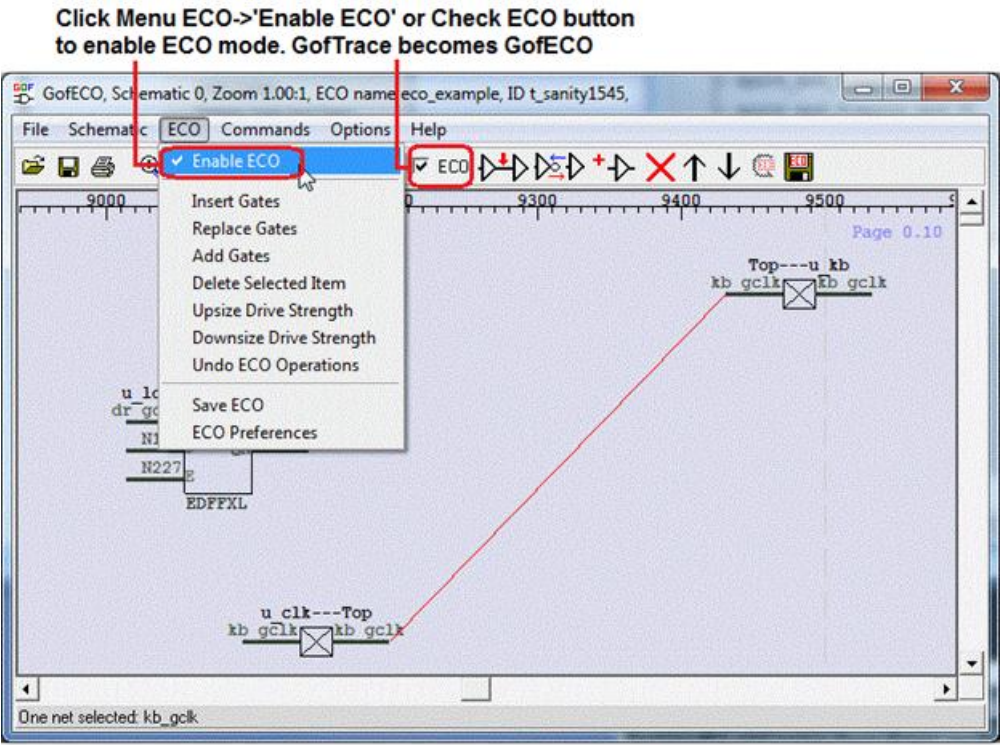 Click Menu ECO->'Enable ECO' or Check ECO button
to enable ECO mode. GofTrace becomes GofECO
GOF GofECO, Schematic 0, Zoom 1.00:1, ECO name eco_example, ID t_sanity1545,
File Schematic ECO Commands Options Help
Enable ECO
ECO
ECO
Insert Gates
Replace Gates
Add Gates
Delete Selected Item
Upsize Drive Strength
Downsize Drive Strength
Undo ECO Operations
Save ECO
ECO Preferences
9000 9300 9400 9500
Page 0.10
Top---u_kb
kb_gclk kb_gclk
N227 E
EDFFXL
u_clk---Top
kb_gclk kb_gclk
One net selected: kb_gclk